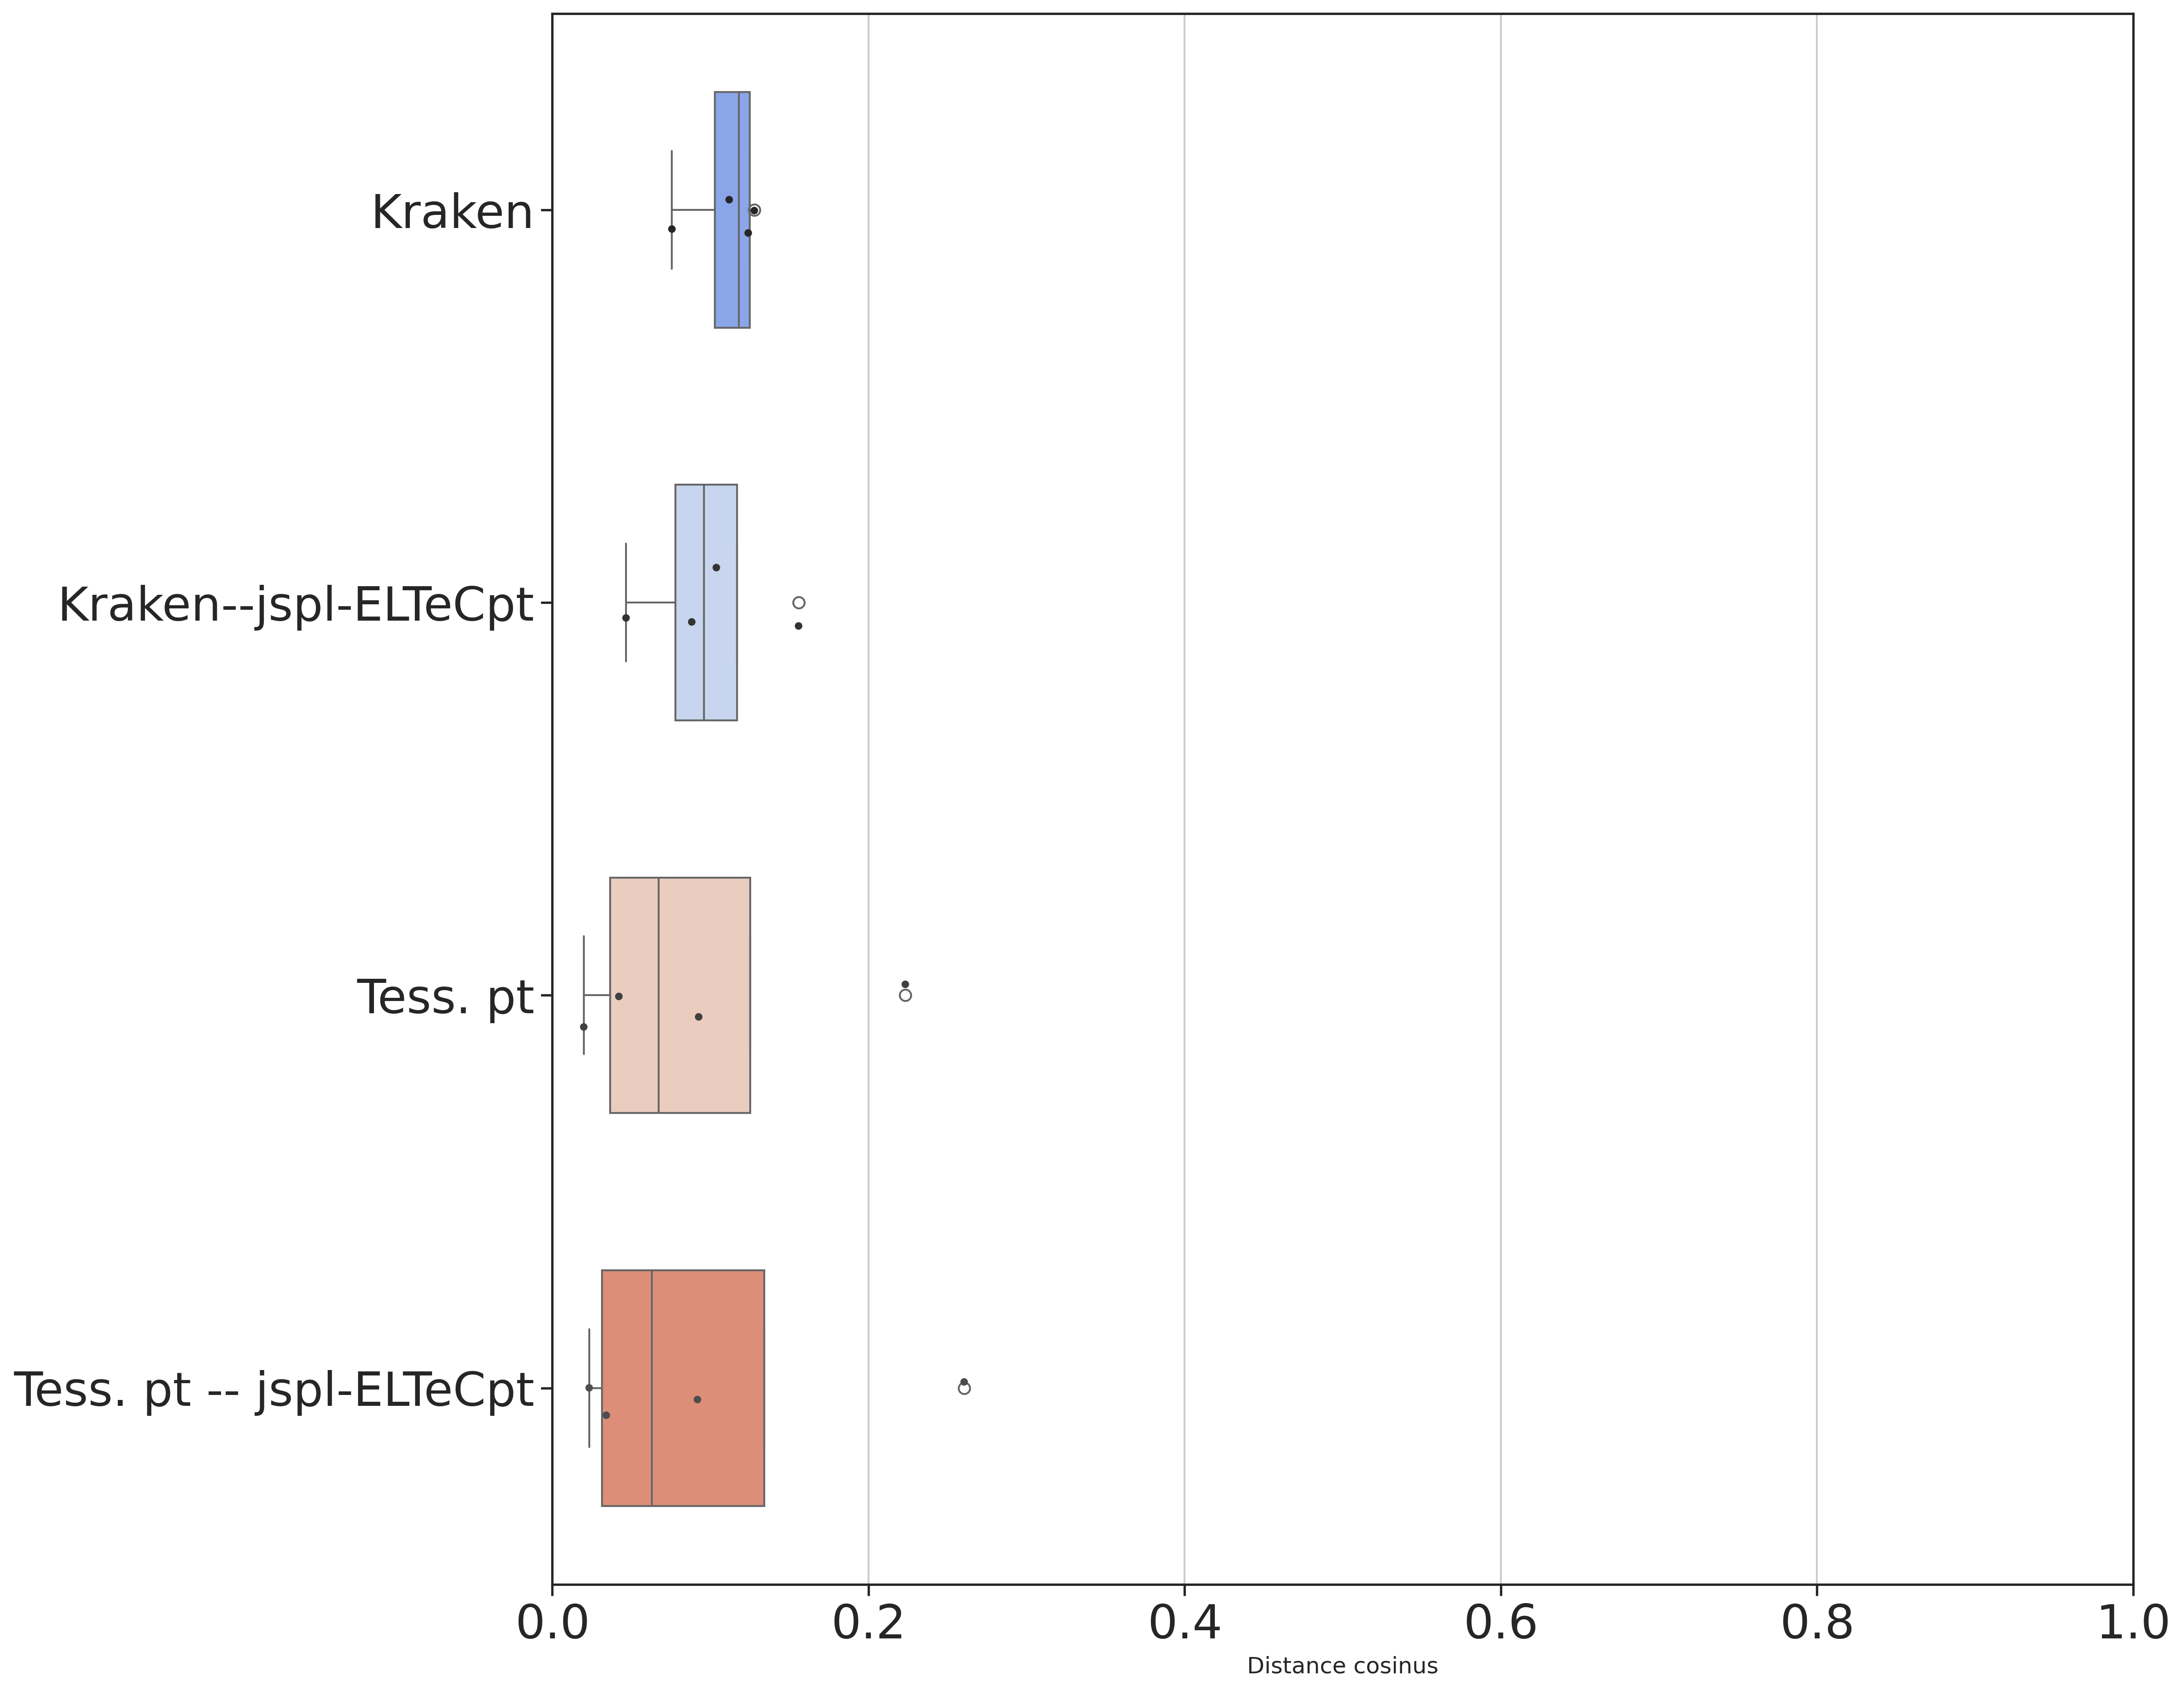 Kraken
Kraken--jspl-ELTeCpt
Tess. pt
Tess. pt -- jspl-ELTeCpt
0.0 0.2 0.4 0.6 0.8 1.0
Distance cosinus